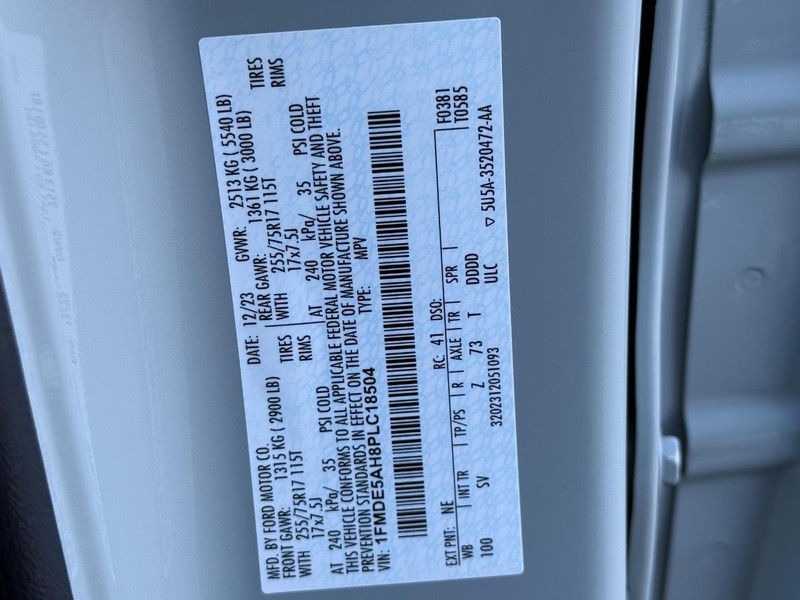 MFD. BY FORD MOTOR CO.
DATE: 12/23 GVWR: 2513 KG ( 5540 LB)
FRONT GAWR: 1315 KG ( 2900 LB) REAR GAWR: 1361 KG ( 3000 LB)
WITH 255/75R17 115T TIRES WITH 255/75R17 115T TIRES
17x7.5J RIMS 17x7.5J RIMS
AT 240 kPa/ 35 PSI COLD AT 240 kPa/ 35 PSI COLD
THIS VEHICLE CONFORMS TO ALL APPLICABLE FEDERAL MOTOR VEHICLE SAFETY AND THEFT
PREVENTION STANDARDS IN EFFECT ON THE DATE OF MANUFACTURE SHOWN ABOVE.
VIN: 1FMDE5AH8PLC18504 TYPE: MPV
F0381
T0585
EXT PNT: NE RC: 41 DSO:
WB INT TR TP/PS R AXLE TR SPR
100 SV Z 73 T DDDD
3202312051093 ULC
▽ 5U5A-3520472-AA